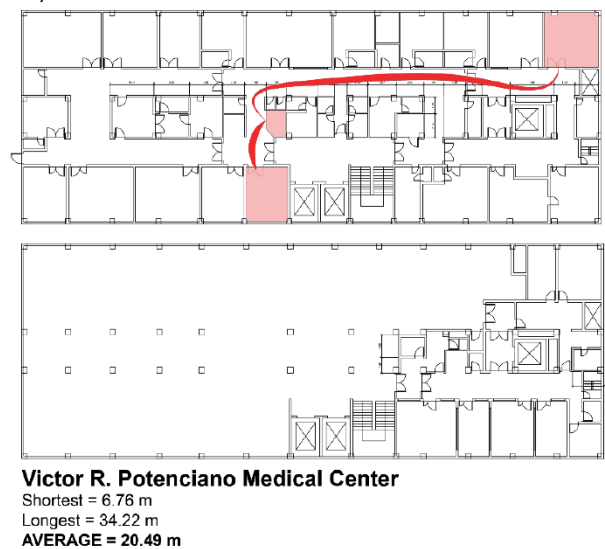 Victor R. Potenciano Medical Center
Shortest = 6.76 m
Longest = 34.22 m
AVERAGE = 20.49 m